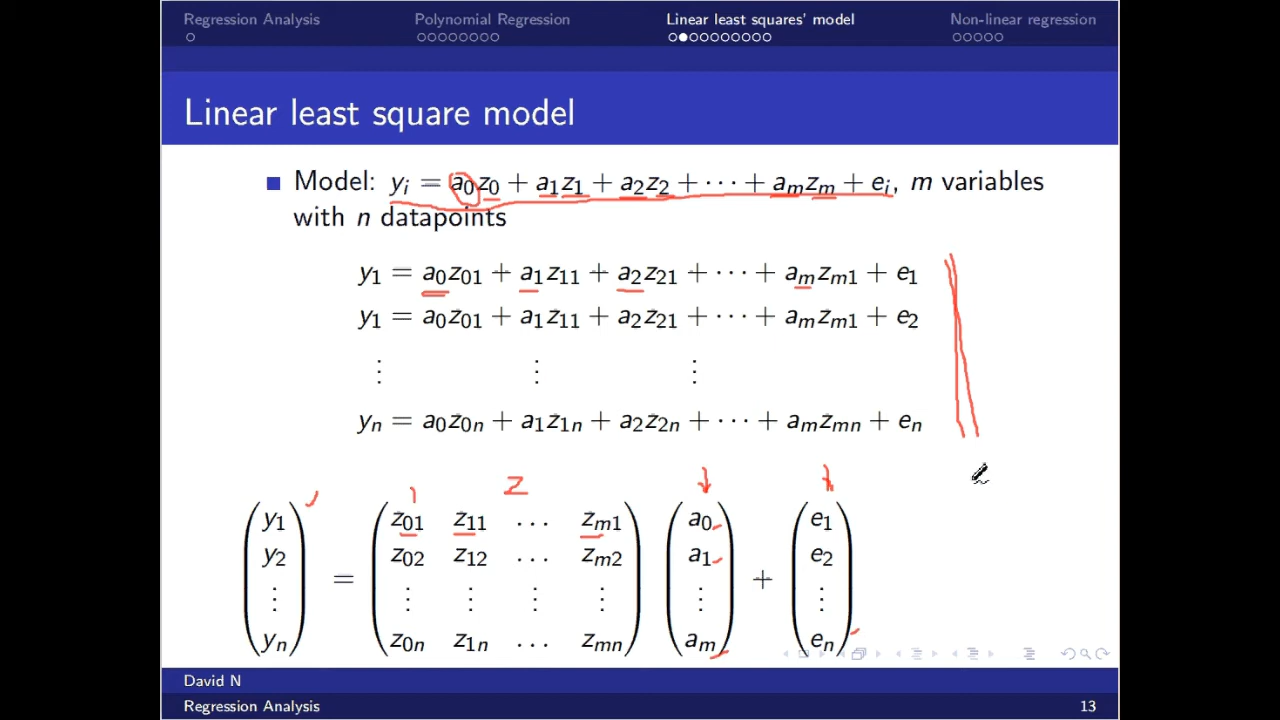 Regression Analysis Polynomial Regression Linear least squares' model Non-linear regression
Linear least square model
Model: yᵢ = a₀z₀ + a₁z₁ + a₂z₂ + ··· + aₘzₘ + eᵢ, m variables
with n datapoints
y₁ = a₀z₀₁ + a₁z₁₁ + a₂z₂₁ + ··· + aₘzₘ₁ + e₁
y₁ = a₀z₀₁ + a₁z₁₁ + a₂z₂₁ + ··· + aₘzₘ₁ + e₂
⋮ ⋮ ⋮
yₙ = a₀z₀ₙ + a₁z₁ₙ + a₂z₂ₙ + ··· + aₘzₘₙ + eₙ
1 Z
y₁ z₀₁ z₁₁ ... zₘ₁ a₀ e₁
y₂ z₀₂ z₁₂ ... zₘ₂ a₁ e₂
⋮ = ⋮ ⋮ ⋮ ⋮ ⋮ + ⋮
yₙ z₀ₙ z₁ₙ ... zₘₙ aₘ eₙ
David N
Regression Analysis 13